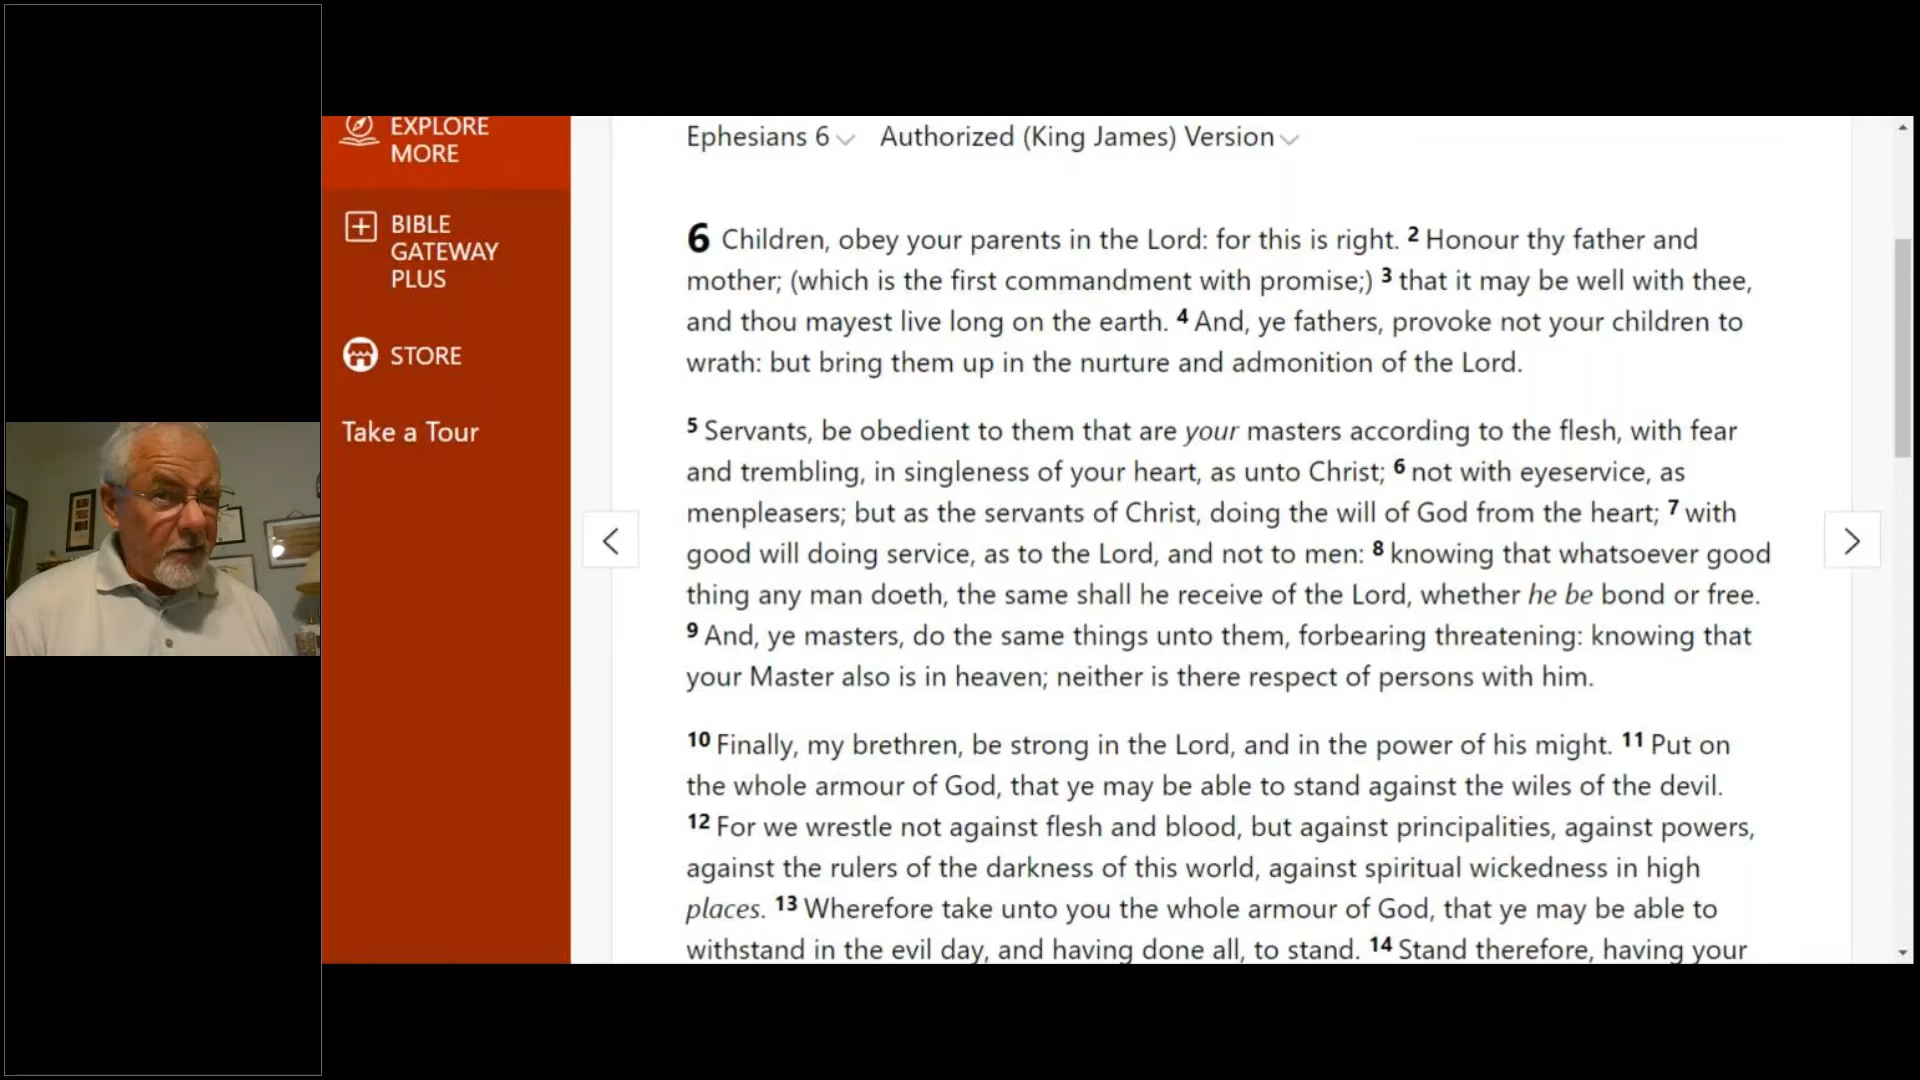 EXPLORE
MORE
BIBLE
GATEWAY
PLUS
STORE
Take a Tour
Ephesians 6 Authorized (King James) Version
6 Children, obey your parents in the Lord: for this is right. 2 Honour thy father and
mother; (which is the first commandment with promise;) 3 that it may be well with thee,
and thou mayest live long on the earth. 4 And, ye fathers, provoke not your children to
wrath: but bring them up in the nurture and admonition of the Lord.
5 Servants, be obedient to them that are your masters according to the flesh, with fear
and trembling, in singleness of your heart, as unto Christ; 6 not with eyeservice, as
menpleasers; but as the servants of Christ, doing the will of God from the heart; 7 with
good will doing service, as to the Lord, and not to men: 8 knowing that whatsoever good
thing any man doeth, the same shall he receive of the Lord, whether he be bond or free.
9 And, ye masters, do the same things unto them, forbearing threatening: knowing that
your Master also is in heaven; neither is there respect of persons with him.
10 Finally, my brethren, be strong in the Lord, and in the power of his might. 11 Put on
the whole armour of God, that ye may be able to stand against the wiles of the devil.
12 For we wrestle not against flesh and blood, but against principalities, against powers,
against the rulers of the darkness of this world, against spiritual wickedness in high
places. 13 Wherefore take unto you the whole armour of God, that ye may be able to
withstand in the evil day, and having done all, to stand. 14 Stand therefore, having your